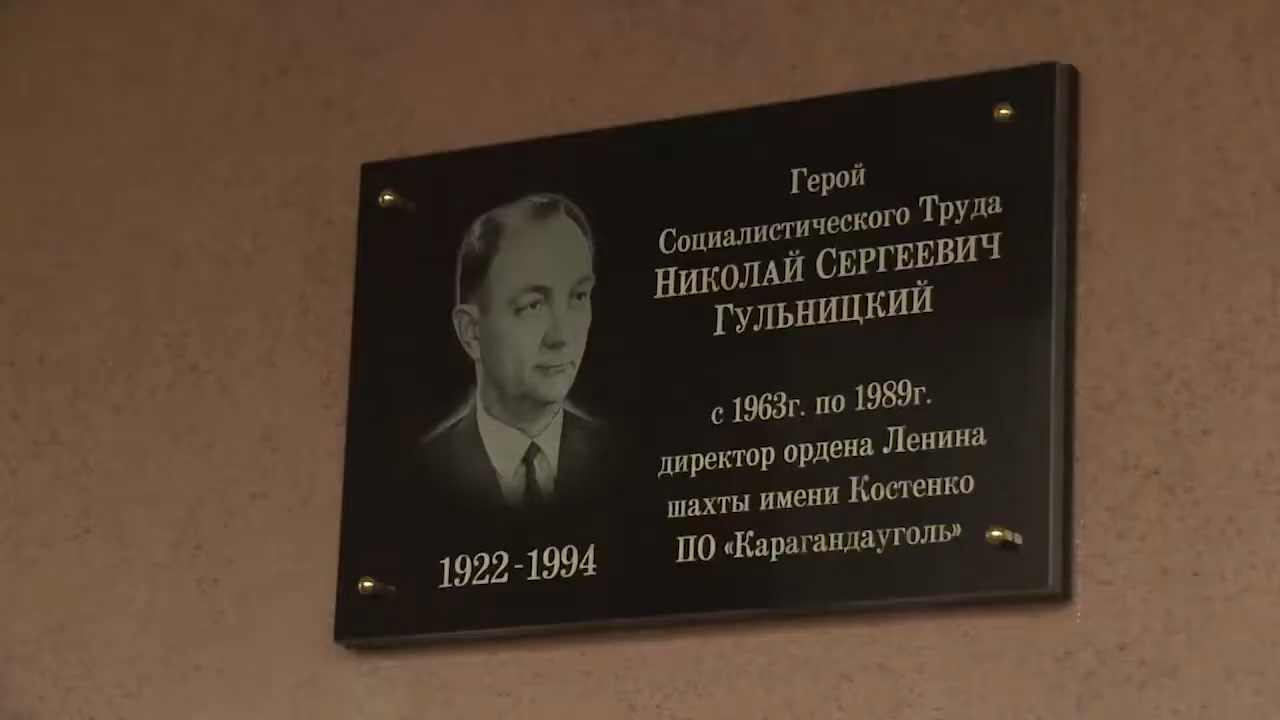 Герой
Социалистического Труда
НИКОЛАЙ СЕРГЕЕВИЧ
ГУЛЬНИЦКИЙ
с 1963г. по 1989г.
директор ордена Ленина
шахты имени Костенко
ПО «Карагандауголь»
1922-1994